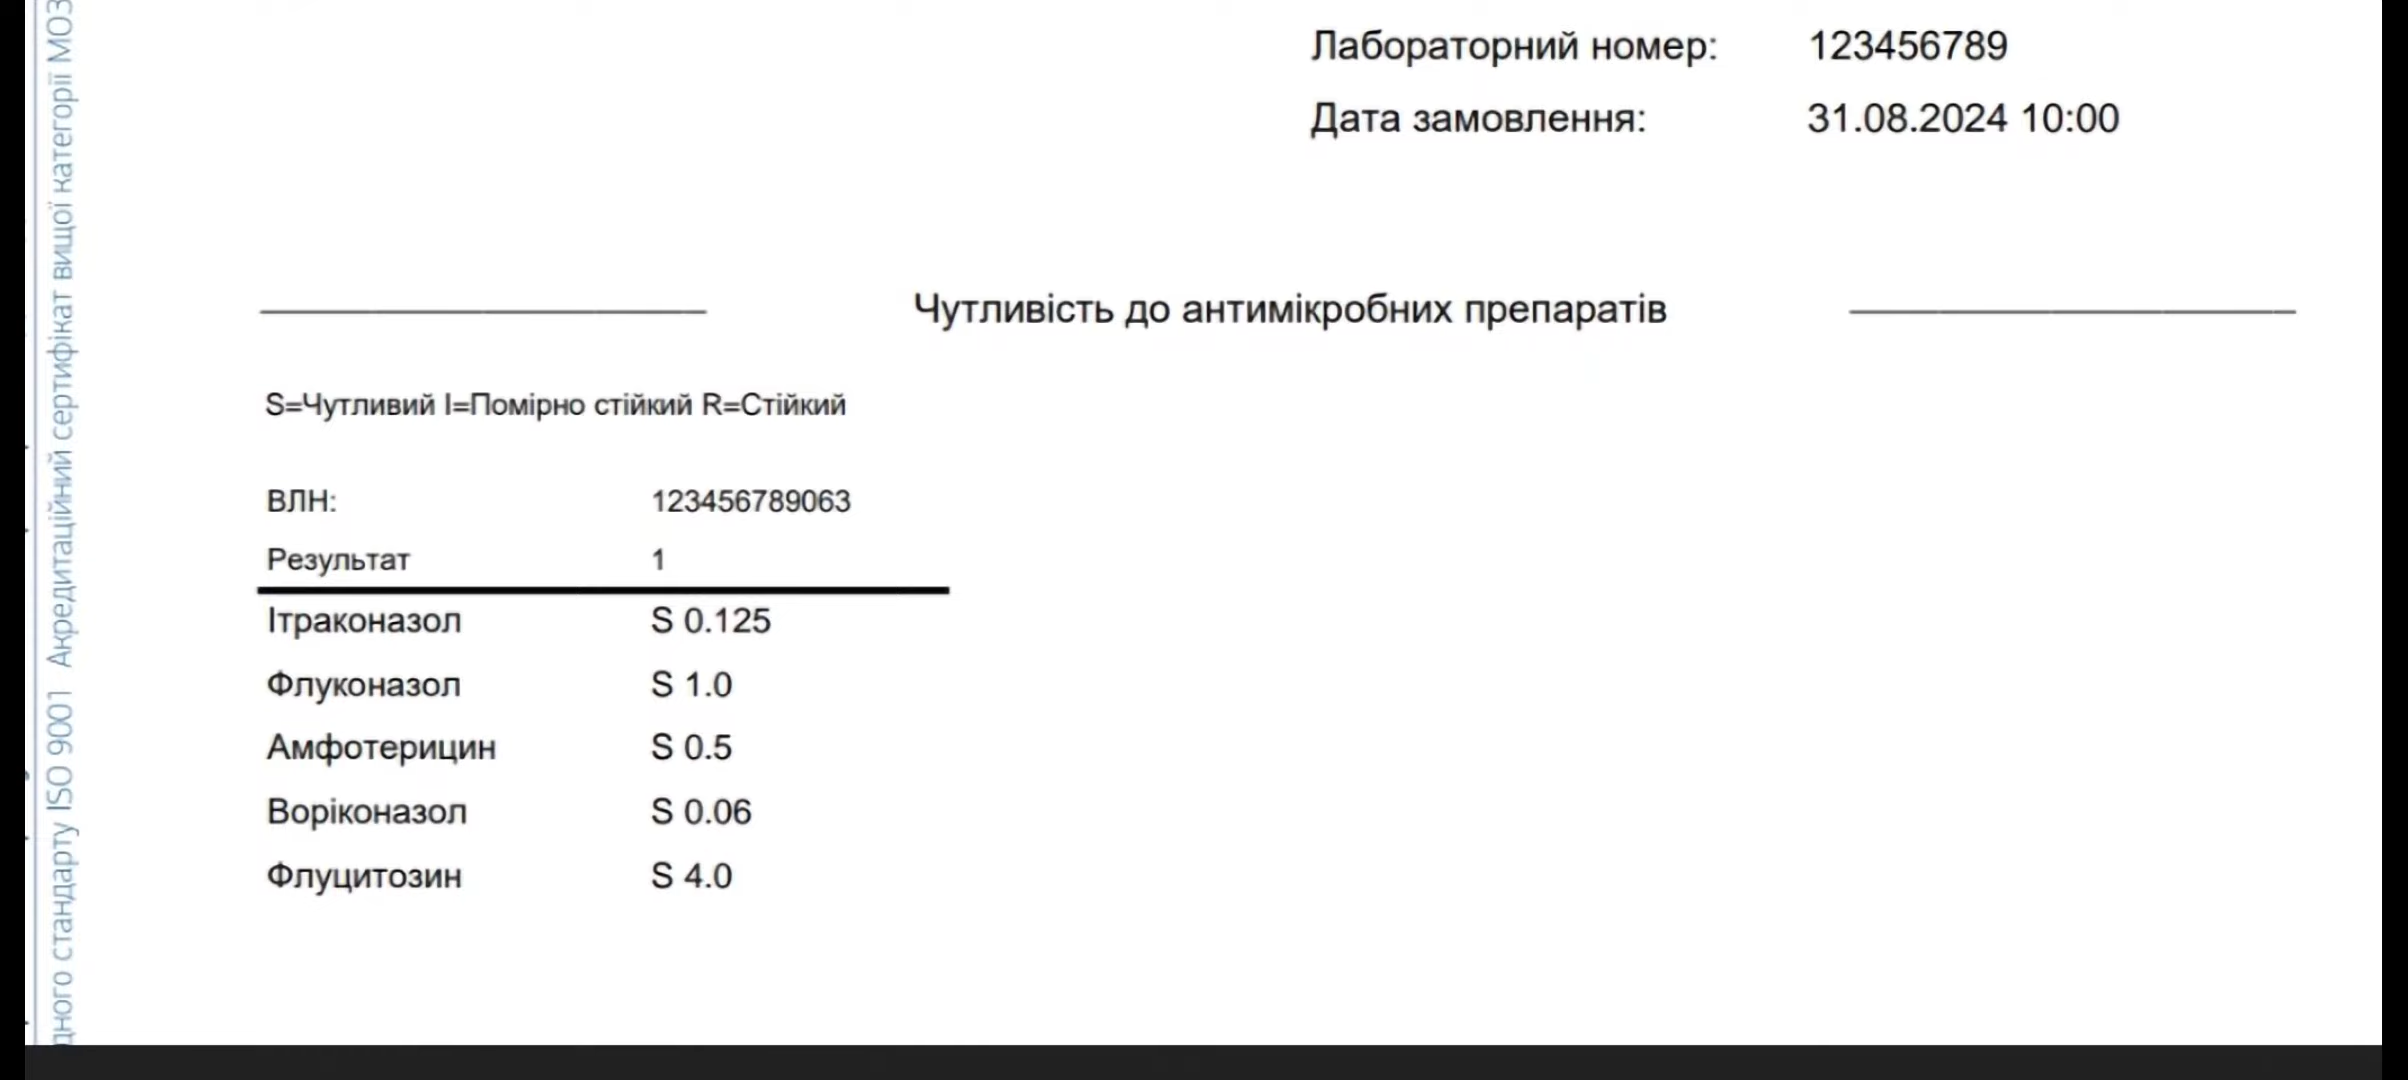 Лабораторний номер: 123456789
Дата замовлення: 31.08.2024 10:00
Чутливість до антимікробних препаратів
S=Чутливий I=Помірно стійкий R=Стійкий
ВЛН: 123456789063
Результат 1
Ітраконазол S 0.125
Флуконазол S 1.0
Амфотерицин S 0.5
Воріконазол S 0.06
Флуцитозин S 4.0
дного стандарту ISO 9001 Акредитаційний сертифікат вищої категорії МОЗ